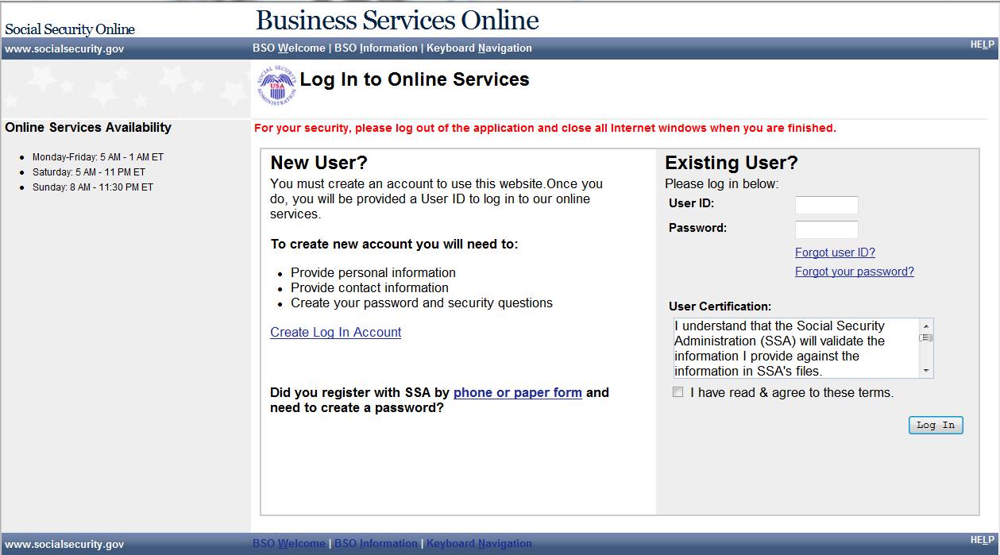 Social Security Online
Business Services Online
www.socialsecurity.gov
BSO Welcome | BSO Information | Keyboard Navigation
HELP
SOCIAL SECURITY ADMINISTRATION
USA
Log In to Online Services
Online Services Availability
• Monday-Friday: 5 AM - 1 AM ET
• Saturday: 5 AM - 11 PM ET
• Sunday: 8 AM - 11:30 PM ET
For your security, please log out of the application and close all Internet windows when you are finished.
New User?
You must create an account to use this website.Once you
do, you will be provided a User ID to log in to our online
services.
To create new account you will need to:
• Provide personal information
• Provide contact information
• Create your password and security questions
Create Log In Account
Did you register with SSA by phone or paper form and
need to create a password?
Existing User?
Please log in below:
User ID:
Password:
Forgot user ID?
Forgot your password?
User Certification:
I understand that the Social Security
Administration (SSA) will validate the
information I provide against the
information in SSA's files.
I have read & agree to these terms.
Log In
www.socialsecurity.gov
BSO Welcome | BSO Information | Keyboard Navigation
HELP